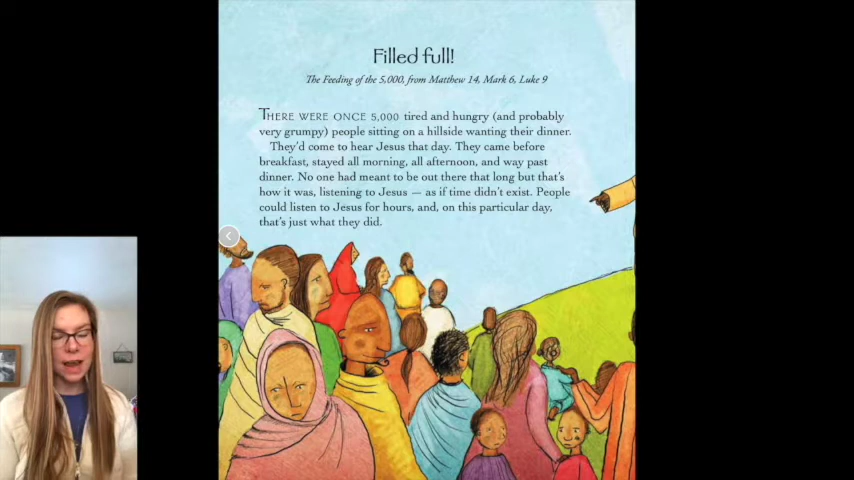 Filled full!
The Feeding of the 5,000, from Matthew 14, Mark 6, Luke 9
THERE WERE ONCE 5,000 tired and hungry (and probably
very grumpy) people sitting on a hillside wanting their dinner.
They'd come to hear Jesus that day. They came before
breakfast, stayed all morning, all afternoon, and way past
dinner. No one had meant to be out there that long but that's
how it was, listening to Jesus — as if time didn't exist. People
could listen to Jesus for hours, and, on this particular day,
that's just what they did.